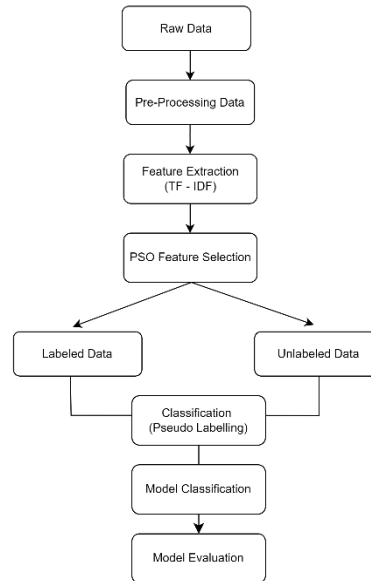 Raw Data
Pre-Processing Data
Feature Extraction
(TF - IDF)
PSO Feature Selection
Labeled Data
Unlabeled Data
Classification
(Pseudo Labelling)
Model Classification
Model Evaluation